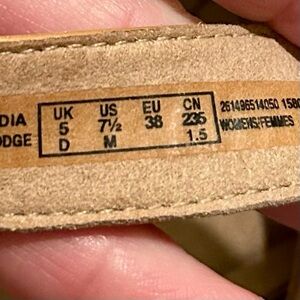 DIA UK US EU CN 261496514050 1580
ODGE 5 7½ 38 235 WOMENS/FEMMES
D M 1.5